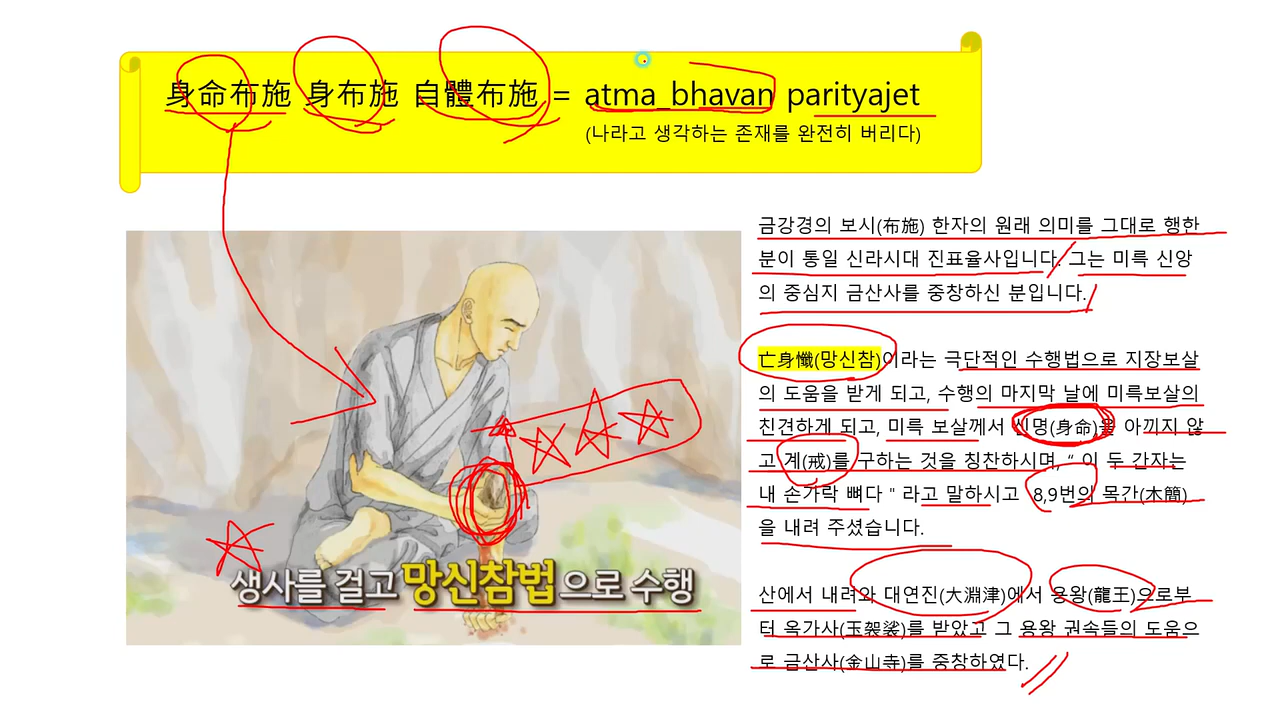 身命布施 身布施 自體布施 = atma_bhavan parityajet
(나라고 생각하는 존재를 완전히 버리다)
금강경의 보시(布施) 한자의 원래 의미를 그대로 행한
분이 통일 신라시대 진표율사입니다. 그는 미륵 신앙
의 중심지 금산사를 중창하신 분입니다.
亡身懺(망신참)이라는 극단적인 수행법으로 지장보살
의 도움을 받게 되고, 수행의 마지막 날에 미륵보살의
친견하게 되고, 미륵 보살께서 신명(身命)을 아끼지 않
고 계(戒)를 구하는 것을 칭찬하시며, “ 이 두 간자는
내 손가락 뼈다 " 라고 말하시고 8,9번의 목간(木簡)
을 내려 주셨습니다.
산에서 내려와 대연진(大淵津)에서 용왕(龍王)으로부
터 옥가사(玉袈裟)를 받았고 그 용왕 권속들의 도움으
로 금산사(金山寺)를 중창하였다.
생사를 걸고 망신참법으로 수행